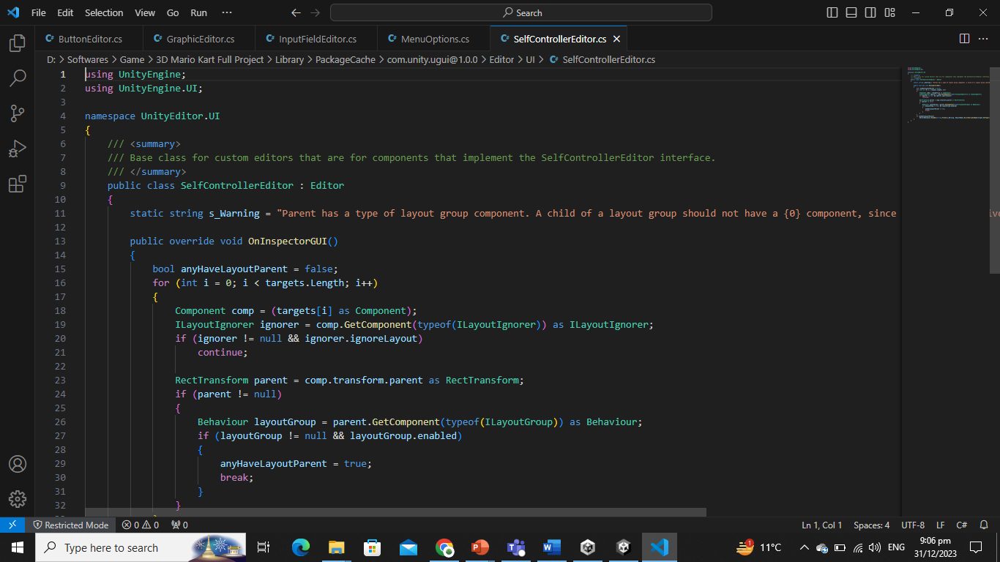 File Edit Selection View Go Run ··· Search
ButtonEditor.cs GraphicEditor.cs InputFieldEditor.cs MenuOptions.cs SelfControllerEditor.cs
D: > Softwares > Game > 3D Mario Kart Full Project > Library > PackageCache > com.unity.ugui@1.0.0 > Editor > UI > SelfControllerEditor.cs
1 using UnityEngine;
2 using UnityEngine.UI;
3
4 namespace UnityEditor.UI
5 {
6 /// <summary>
7 /// Base class for custom editors that are for components that implement the SelfControllerEditor interface.
8 /// </summary>
9 public class SelfControllerEditor : Editor
10 {
11 static string s_Warning = "Parent has a type of layout group component. A child of a layout group should not have a {0} component, since
12
13 public override void OnInspectorGUI()
14 {
15 bool anyHaveLayoutParent = false;
16 for (int i = 0; i < targets.Length; i++)
17 {
18 Component comp = (targets[i] as Component);
19 ILayoutIgnorer ignorer = comp.GetComponent(typeof(ILayoutIgnorer)) as ILayoutIgnorer;
20 if (ignorer != null && ignorer.ignoreLayout)
21 continue;
22
23 RectTransform parent = comp.transform.parent as RectTransform;
24 if (parent != null)
25 {
26 Behaviour layoutGroup = parent.GetComponent(typeof(ILayoutGroup)) as Behaviour;
27 if (layoutGroup != null && layoutGroup.enabled)
28 {
29 anyHaveLayoutParent = true;
30 break;
31 }
32 }
Restricted Mode 0 0 0 Ln 1, Col 1 Spaces: 4 UTF-8 LF C#
Type here to search 1 11°C ENG 9:06 pm
31/12/2023